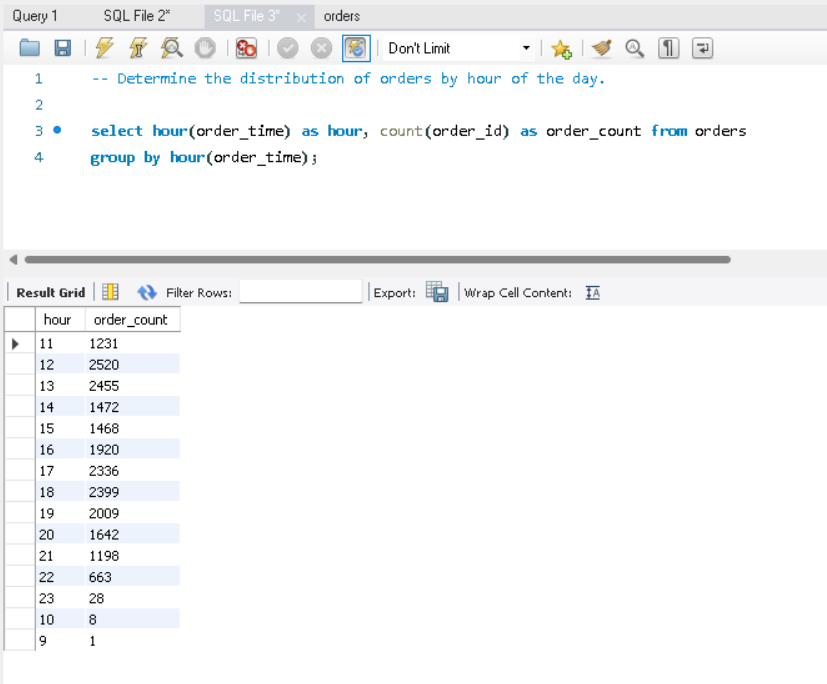 Query 1 SQL File 2* SQL File 3* orders
Don't Limit
1 -- Determine the distribution of orders by hour of the day.
2
3 select hour(order_time) as hour, count(order_id) as order_count from orders
4 group by hour(order_time);
Result Grid Filter Rows: Export: Wrap Cell Content: IA
hour order_count
11 1231
12 2520
13 2455
14 1472
15 1468
16 1920
17 2336
18 2399
19 2009
20 1642
21 1198
22 663
23 28
10 8
9 1